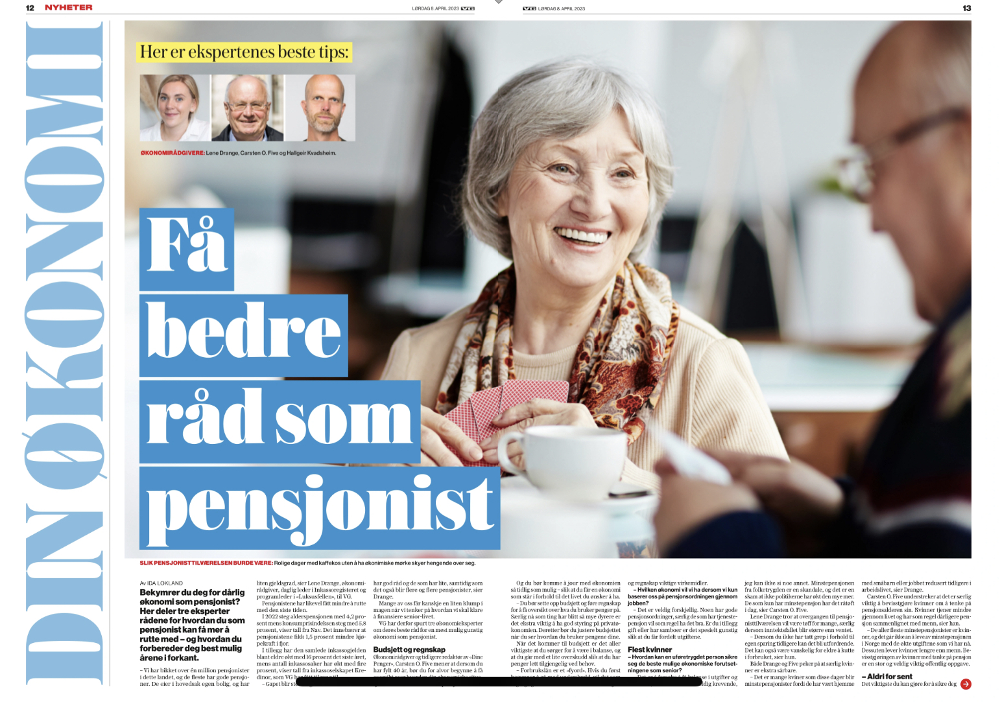 12 NYHETER
LØRDAG 8. APRIL 2023 VG
VG LØRDAG 8. APRIL 2023
13
DIN ØKONOMI
Her er ekspertenes beste tips:
ØKONOMIRÅDGIVERE: Lene Drange, Carsten O. Five og Hallgeir Kvadsheim.
Få
bedre
råd som
pensjonist
SLIK PENSJONISTTILVÆRELSEN BURDE VÆRE: Rolige dager med kaffekos uten å ha økonimiske mørke skyer hengende over seg.
Av IDA LOKLAND
Bekymrer du deg for dårlig
økonomi som pensjonist?
Her deler tre eksperter
rådene for hvordan du som
pensjonist kan få mer å
rutte med – og hvordan du
forbereder deg best mulig
årene i forkant.
– Vi har bikket over én million pensjonister
i dette landet, og de fleste har gode pensjo-
ner. De eier i hovedsak egen bolig, og har
liten gjeldsgrad, sier Lene Drange, økonomi-
rådgiver, daglig leder i Inkassoregisteret og
programleder i «Luksusfellen», til VG.
Pensjonistene har likevel fått mindre å rutte
med den siste tiden.
I 2022 steg alderspensjonen med 4,2 pro-
sent mens konsumprisindeksen steg med 5,8
prosent, viser tall fra Nav. Det innebærer at
pensjonistene fikk 1,5 prosent mindre kjø-
pekraft i fjor.
I tillegg har den samlede inkassogjelden
blant eldre økt med 16 prosent det siste året,
mens antall inkassosaker har økt med fire
prosent, viser tall fra inkassoselskapet Kre-
dinor, som VG har fått tilgang til.
– Gapet blir
har god råd og de som har lite, samtidig som
det også blir flere og flere pensjonister, sier
Drange.
Mange av oss får kanskje en liten klump i
magen når vi tenker på hvordan vi skal klare
å finansiere senior-livet.
VG har derfor spurt tre økonomieksperter
om deres beste råd for en mest mulig gunstig
økonomi som pensjonist.
Budsjett og regnskap
Økonomirådgiver og tidligere redaktør av «Dine
Penger», Carsten O. Five mener at dersom du
har fylt 40 år, bør du for alvor begynne å få
Og du bør komme à jour med økonomien
så tidlig som mulig – slik at du får en økonomi
som står i forhold til det livet du ønsker å ha.
– Du bør sette opp budsjett og føre regnskap
for å få oversikt over hva du bruker penger på.
Særlig nå som ting har blitt så mye dyrere er
det ekstra viktig å ha god styring på privatø-
konomien. Deretter bør du justere budsjettet
når du ser hvordan du bruker pengene dine.
Når det kommer til budsjett er det aller
viktigste at du sørger for å være i balanse, og
at du går med et lite overskudd slik at du har
penger lett tilgjengelig ved behov.
– Forbrukslån er et «fyord». Hvis du først
og regnskap viktige virkemidler.
– Hvilken økonomi vil vi ha dersom vi kun
baserer oss på pensjonsordningen gjennom
jobben?
– Det er veldig forskjellig. Noen har gode
pensjonsordninger, særlig de som har tjeneste-
pensjon vil som regel ha det bra. Er du i tillegg
gift eller har samboer er det spesielt gunstig
slik at du får fordelt utgiftene.
Flest kvinner
– Hvordan kan en uføretrygdet person sikre
seg de beste mulige økonomiske forutset-
ningene som senior?
i utgifter og
krevende,
jeg kan ikke si noe annet. Minstepensjonen
fra folketrygden er en skandale, og det er en
skam at ikke politikerne har økt den mye mer.
De som kun har minstepensjon har det råtøft
i dag, sier Carsten O. Five.
Lene Drange tror at overgangen til pensjo-
nisttilværelsen vil være tøff for mange, særlig
dersom inntektsfallet blir større enn ventet.
– Dersom du ikke har tatt grep i forhold til
egen sparing tidligere kan det bli utfordrende.
Det kan også være vanskelig for eldre å kutte
i forbruket, sier hun.
Både Drange og Five peker på at særlig kvin-
ner er ekstra sårbare.
– Det er mange kvinner som disse dager blir
minstepensjonister fordi de har vært hjemme
med småbarn eller jobbet redusert tidligere i
arbeidslivet, sier Drange.
Carsten O. Five understreker at det er særlig
viktig å bevisstgjøre kvinner om å tenke på
pensjonsalderen sin. Kvinner tjener mindre
gjennom livet og har som regel dårligere pen-
sjon sammenlignet med menn, sier han.
– De aller fleste minstepensjonister er kvin-
ner, og det går ikke an å leve av minstepensjonen
i Norge med de økte utgiftene som vi har nå.
Dessuten lever kvinner lengre enn menn. Be-
visstgjøringen av kvinner med tanke på pensjon
er en stor og veldig viktig offentlig oppgave.
– Aldri for sent
Det viktigste du kan gjøre for å sikre deg